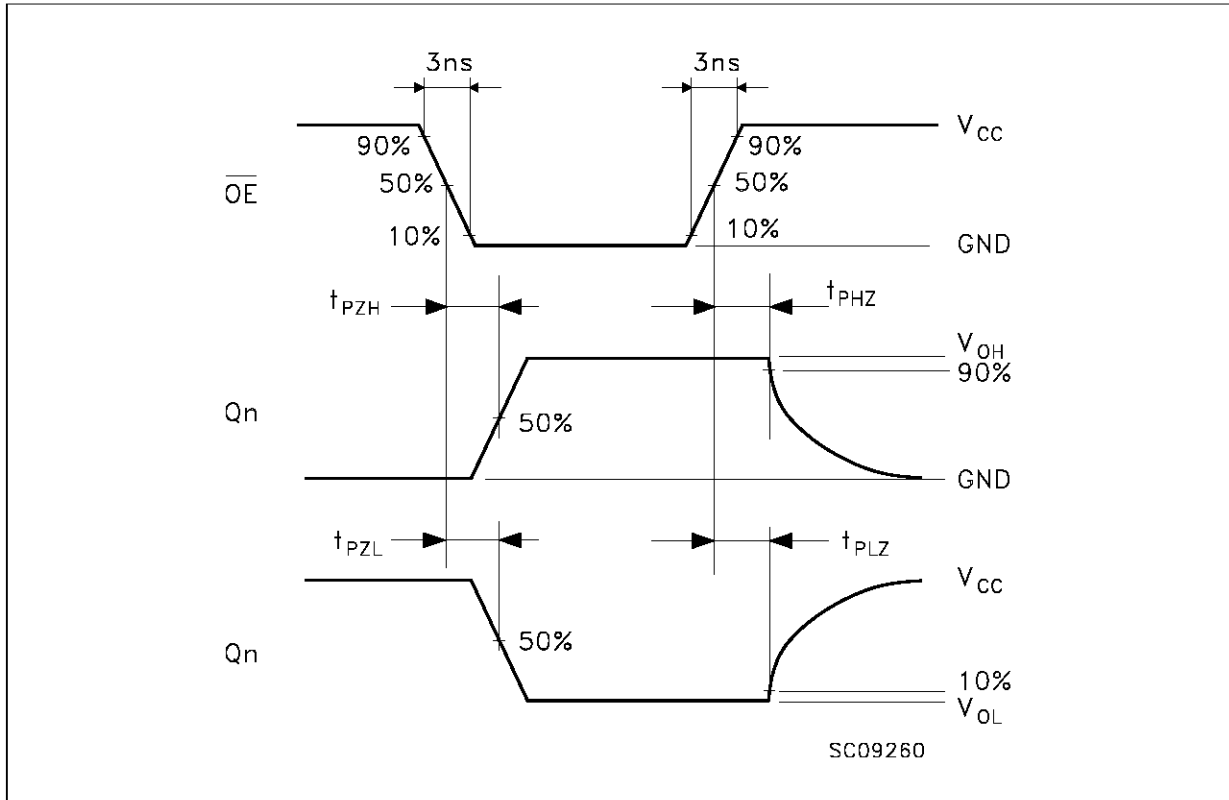 3ns 3ns
V_CC
90% 90%
50% 50%
OE
10% 10%
GND
t_PZH t_PHZ
V_OH
90%
Qn
50%
GND
t_PZL t_PLZ
V_CC
50%
Qn
10%
V_OL
SC09260